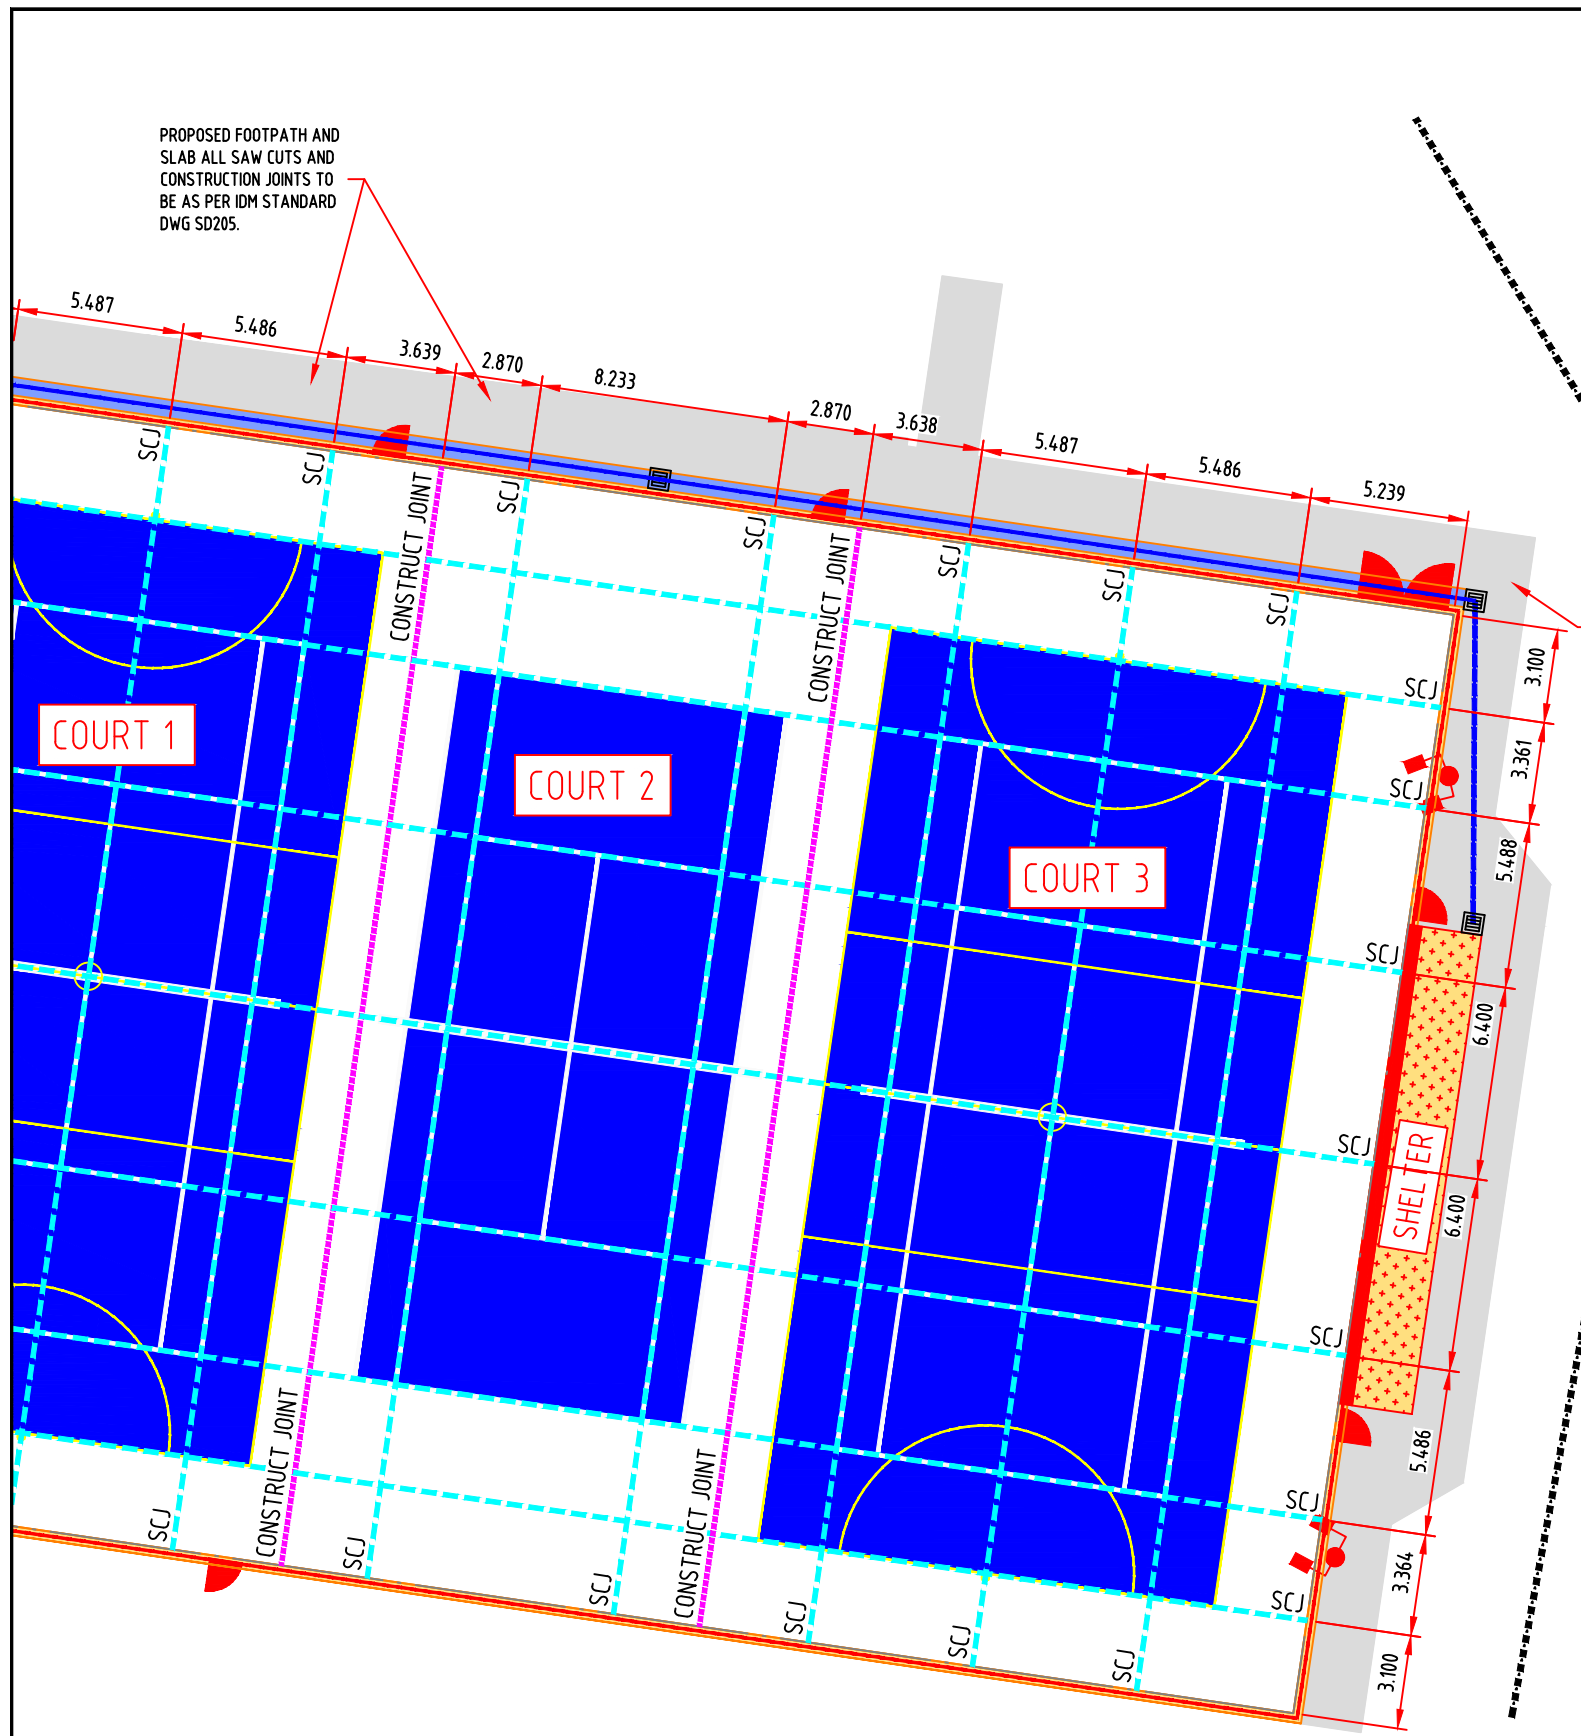 PROPOSED FOOTPATH AND
SLAB ALL SAW CUTS AND
CONSTRUCTION JOINTS TO
BE AS PER IDM STANDARD
DWG SD205.
5.487
5.486
3.639
2.870
8.233
2.870
3.638
5.487
5.486
5.239
SCJ
SCJ
CONSTRUCT JOINT
SCJ
SCJ
CONSTRUCT JOINT
SCJ
SCJ
SCJ
3.100
SCJ
3.361
SCJ
5.488
SCJ
6.400
SCJ
6.400
SCJ
5.486
SCJ
3.364
SCJ
3.100
COURT 1
COURT 2
COURT 3
SHELTER
SCJ
CONSTRUCT JOINT
SCJ
SCJ
CONSTRUCT JOINT
SCJ
SCJ
SCJ